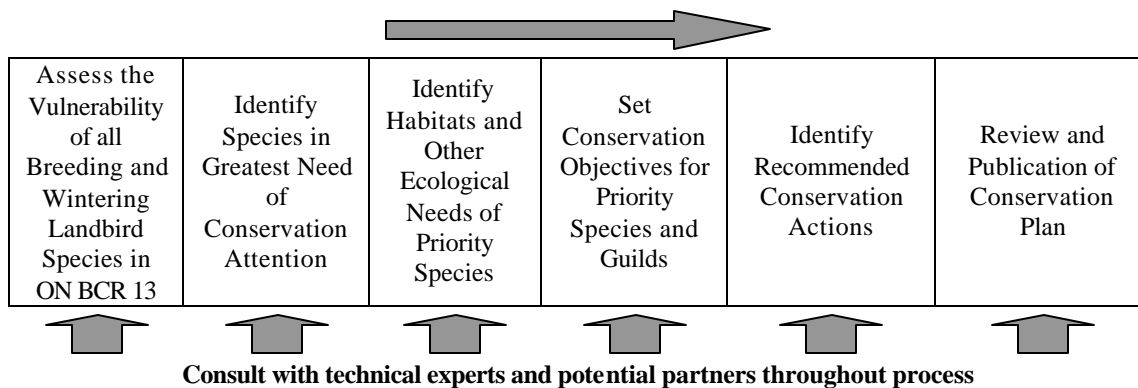 Assess the
Vulnerability
of all
Breeding and
Wintering
Landbird
Species in
ON BCR 13
Identify
Species in
Greatest Need
of
Conservation
Attention
Identify
Habitats and
Other
Ecological
Needs of
Priority
Species
Set
Conservation
Objectives for
Priority
Species and
Guilds
Identify
Recommended
Conservation
Actions
Review and
Publication of
Conservation
Plan
Consult with technical experts and potential partners throughout process